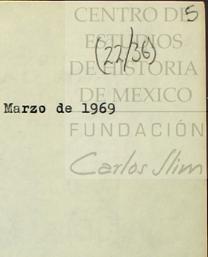 5
CENTRO DE
ESTUDIOS
(22/36)
DE HISTORIA
DE MEXICO
Marzo de 1969
FUNDACIÓN
Carlos Slim